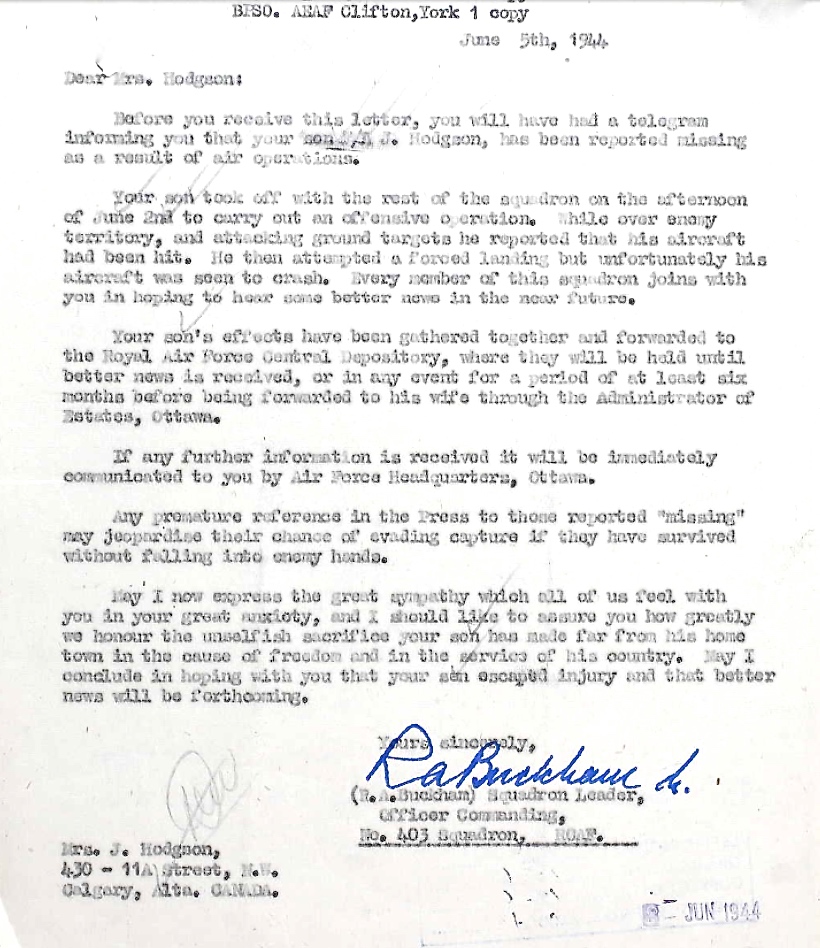 BPSO. AEAF Clifton,York 1 copy
June 5th, 1944
Dear Mrs. Hodgson:
Before you receive this letter, you will have had a telegram
informing you that your son J. Hodgson, has been reported missing
as a result of air operations.
Your son took off with the rest of the squadron on the afternoon
of June 2nd to carry out an offensive operation. While over enemy
territory, and attacking ground targets he reported that his aircraft
had been hit. He then attempted a forced landing but unfortunately his
aircraft was seen to crash. Every member of this squadron joins with
you in hoping to hear some better news in the near future.
Your son's effects have been gathered together and forwarded to
the Royal Air Force Central Depository, where they will be held until
better news is received, or in any event for a period of at least six
months before being forwarded to his wife through the Administrator of
Estates, Ottawa.
If any further information is received it will be immediately
communicated to you by Air Force Headquarters, Ottawa.
Any premature reference in the Press to those reported "missing"
may jeopardise their chance of evading capture if they have survived
without falling into enemy hands.
May I now express the great sympathy which all of us feel with
you in your great anxiety, and I should like to assure you how greatly
we honour the unselfish sacrifice your son has made far from his home
town in the cause of freedom and in the service of his country. May I
conclude in hoping with you that your son escaped injury and that better
news will be forthcoming.
Yours sincerely,
R a Buckham
(R.A.Buckham) Squadron Leader,
Officer Commanding,
No. 403 Squadron, RCAF.
Mrs. J. Hodgson,
430 - 11A Street, N.W.
Calgary, Alta. CANADA.
JUN 1944